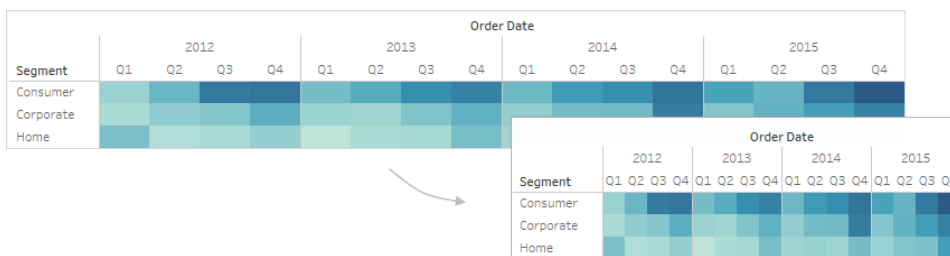 Order Date
2012 2013 2014 2015
Segment Q1 Q2 Q3 Q4 Q1 Q2 Q3 Q4 Q1 Q2 Q3 Q4 Q1 Q2 Q3 Q4
Consumer
Corporate
Home
Order Date
2012 2013 2014 2015
Segment Q1 Q2 Q3 Q4 Q1 Q2 Q3 Q4 Q1 Q2 Q3 Q4 Q1 Q2 Q3
Consumer
Corporate
Home